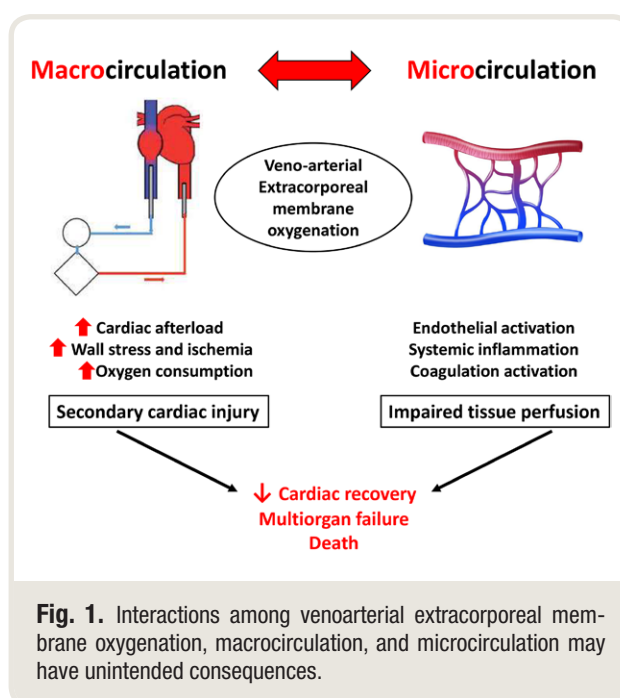 Macrocirculation
Microcirculation
Veno-arterial
Extracorporeal
membrane
oxygenation
Cardiac afterload
Wall stress and ischemia
Oxygen consumption
Secondary cardiac injury
Endothelial activation
Systemic inflammation
Coagulation activation
Impaired tissue perfusion
↓ Cardiac recovery
Multiorgan failure
Death
Fig. 1. Interactions among venoarterial extracorporeal mem-
brane oxygenation, macrocirculation, and microcirculation may
have unintended consequences.